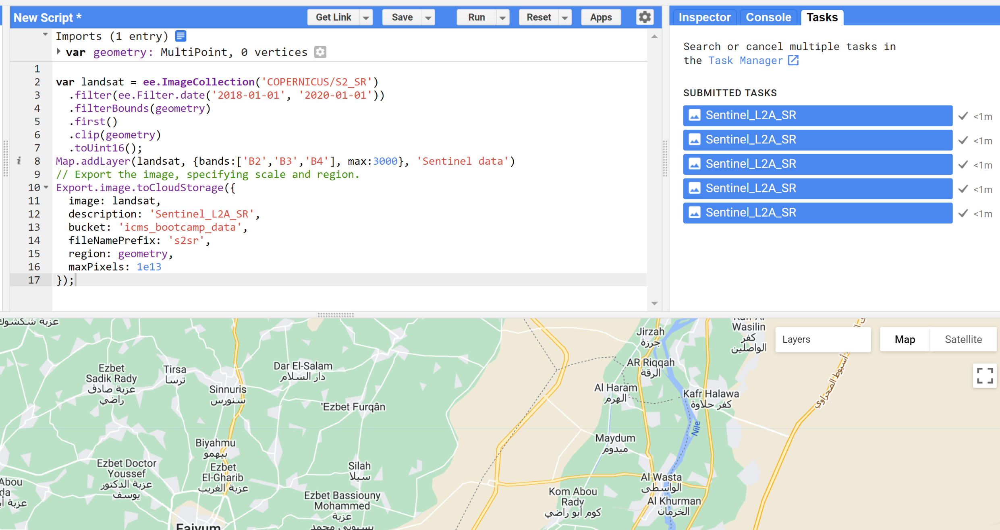 New Script *
Get Link
Save
Run
Reset
Apps
Inspector
Console
Tasks
Imports (1 entry)
var geometry: MultiPoint, 0 vertices
1
2 var landsat = ee.ImageCollection('COPERNICUS/S2_SR')
3 .filter(ee.Filter.date('2018-01-01', '2020-01-01'))
4 .filterBounds(geometry)
5 .first()
6 .clip(geometry)
7 .toUint16();
i 8 Map.addLayer(landsat, {bands:['B2','B3','B4'], max:3000}, 'Sentinel data')
9 // Export the image, specifying scale and region.
10 Export.image.toCloudStorage({
11 image: landsat,
12 description: 'Sentinel_L2A_SR',
13 bucket: 'icms_bootcamp_data',
14 fileNamePrefix: 's2sr',
15 region: geometry,
16 maxPixels: 1e13
17 });
Search or cancel multiple tasks in
the Task Manager
SUBMITTED TASKS
Sentinel_L2A_SR <1m
Sentinel_L2A_SR <1m
Sentinel_L2A_SR <1m
Sentinel_L2A_SR <1m
Sentinel_L2A_SR <1m
Layers
Map
Satellite
عزبة شكشوك
Jirzah
جرزة
Wasilin
كفر
الواصلين
Ezbet
Sadik Rady
عزبة صادق
راضي
Tirsa
ترسا
Dar El-Salam
دار السلام
AR Riqqah
الرقة
Sinnuris
سنورس
Al Haram
الهرم
Kafr Halawa
كفر حلاوة
أسيوط الصحراوي
'Ezbet Furqân
Nile
Biyahmu
بيهمو
Maydum
ميدوم
Ezbet Doctor
Youssef
عزبة الدكتور
يوسف
Ezbet
El-Gharib
عزبة الغريب
Silah
سيلا
Abou
da
عزبة
Al Wasta
الواسطى
Ezbet Bassiouny
Mohammed
عزبة
بسيوني محمد
Kom Abou
Rady
كوم أبو راضي
Al Khurman
الخرمان
Faiyum